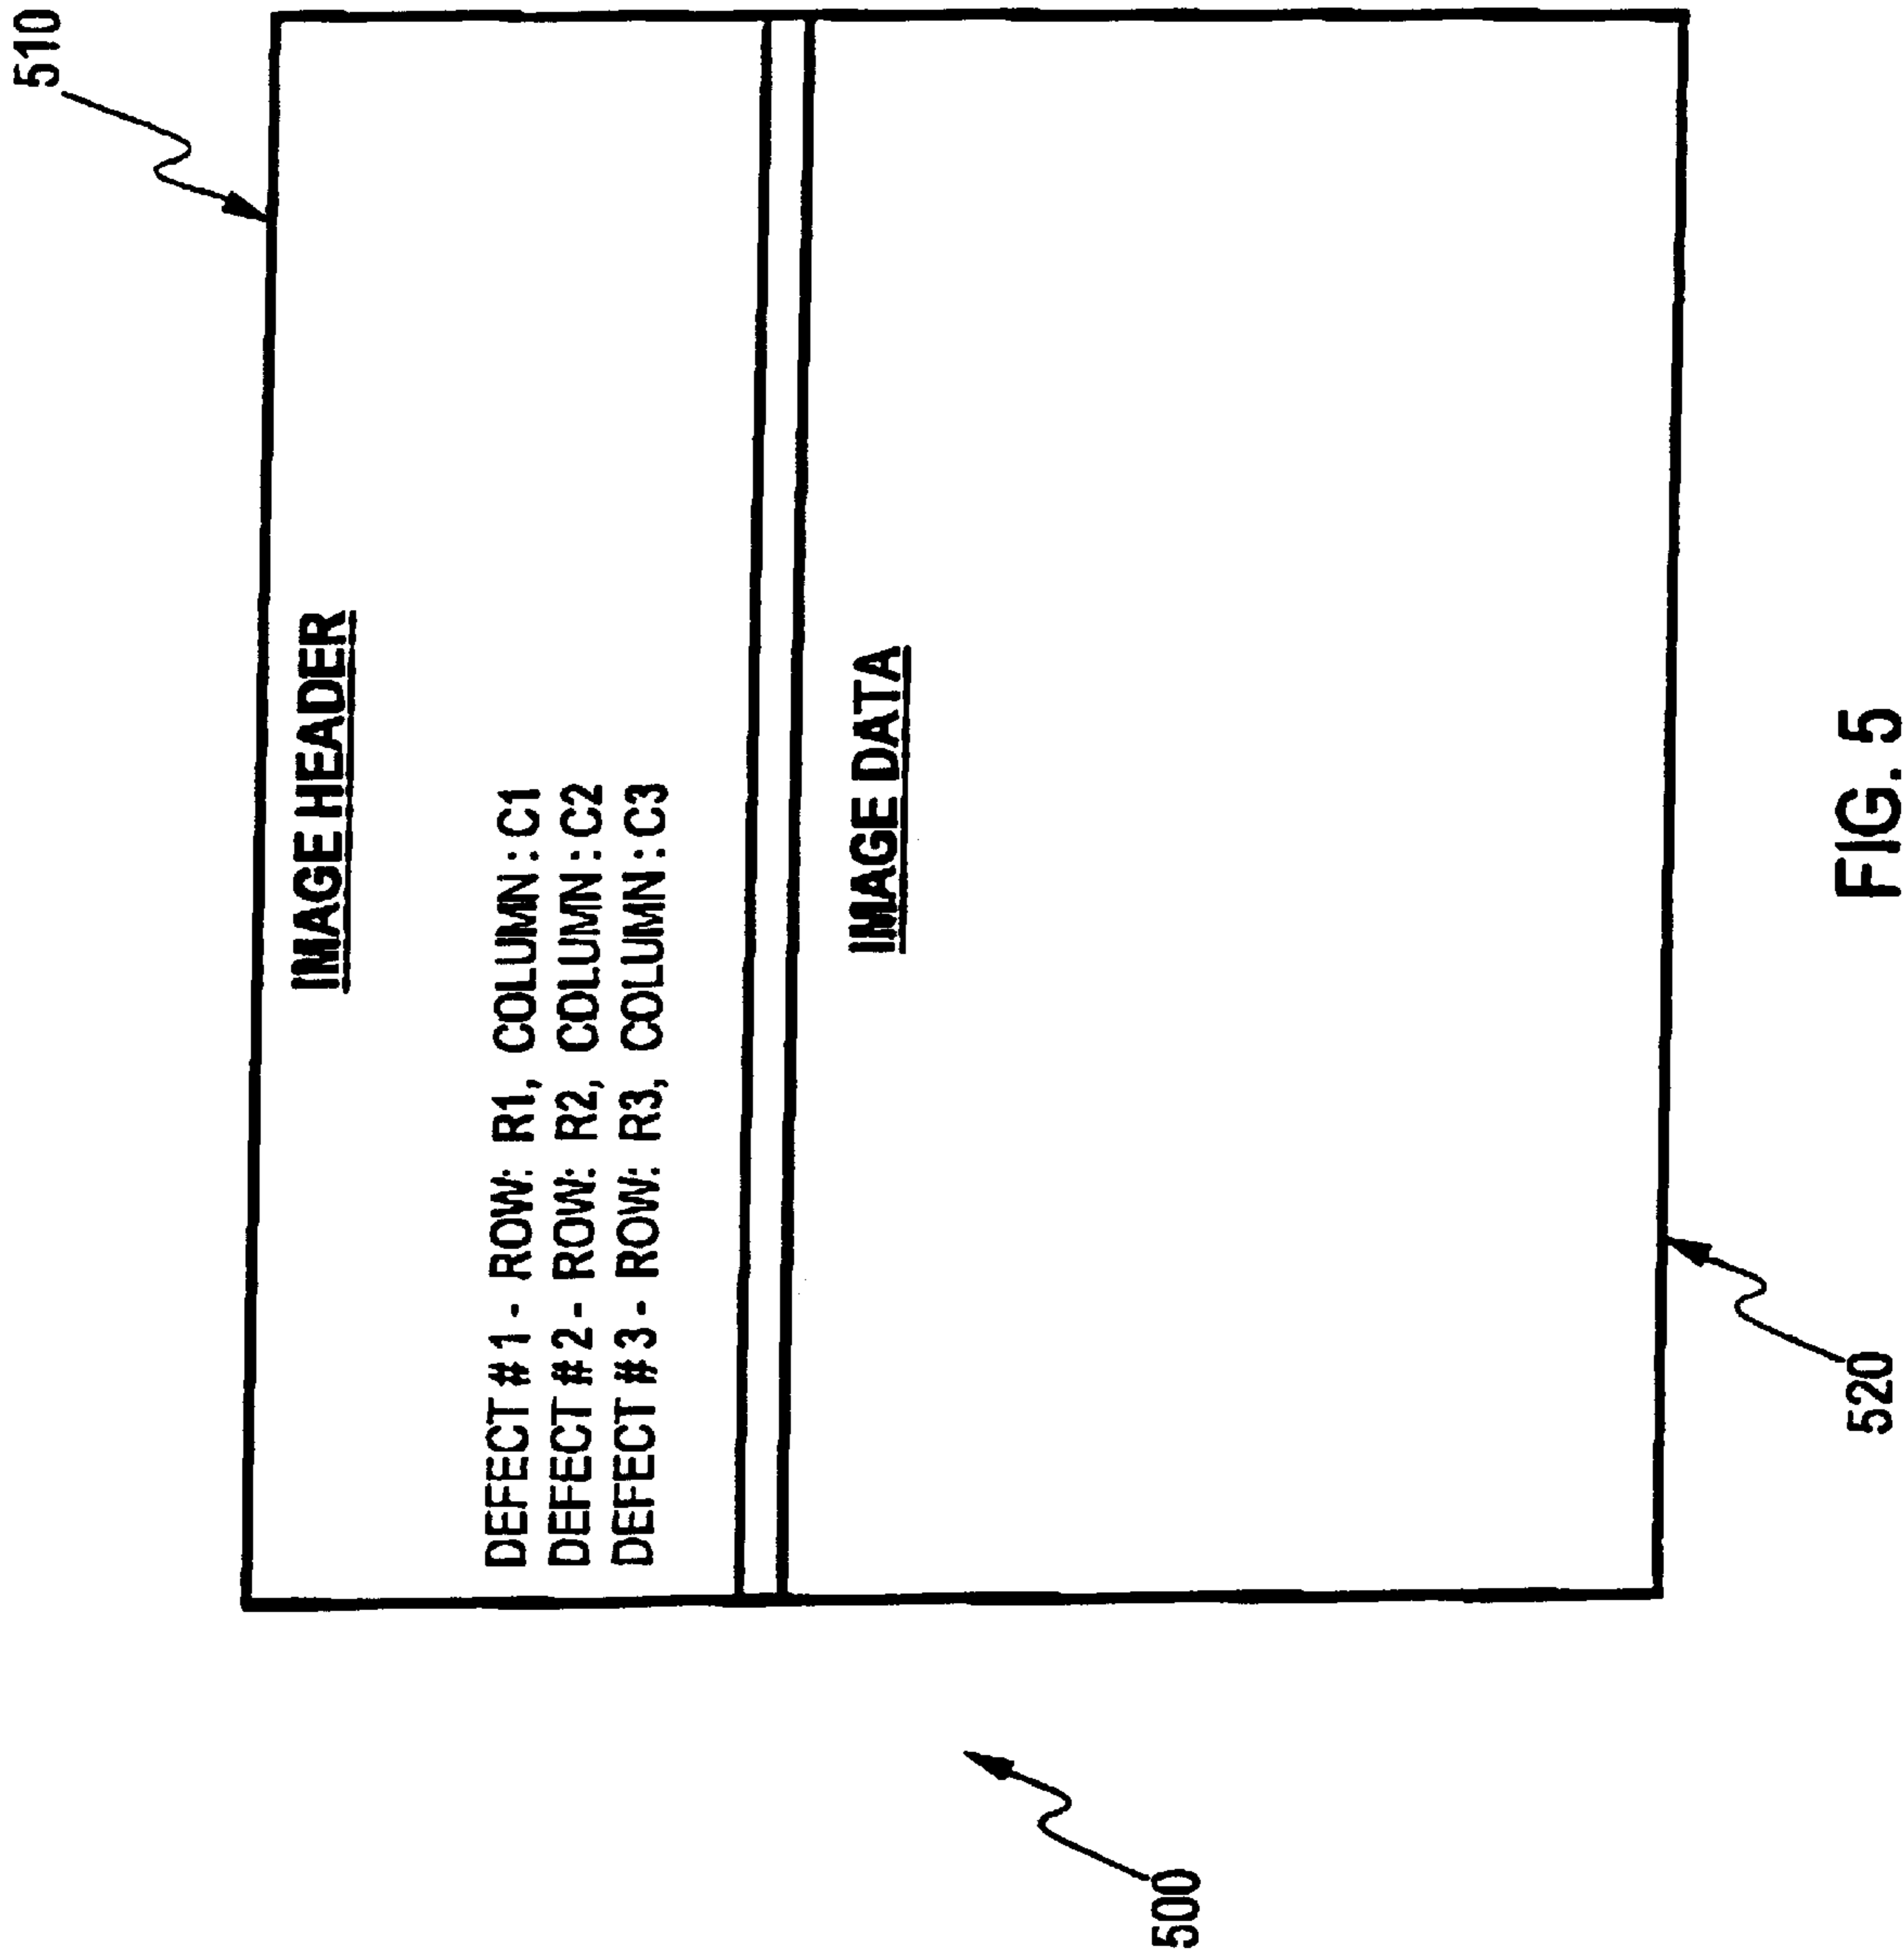 510
IMAGE HEADER
DEFECT # 1 - ROW: R1, COLUMN : C1
DEFECT # 2 - ROW: R2, COLUMN : C2
DEFECT # 3 - ROW: R3, COLUMN : C3
500
IMAGE DATA
520
FIG. 5